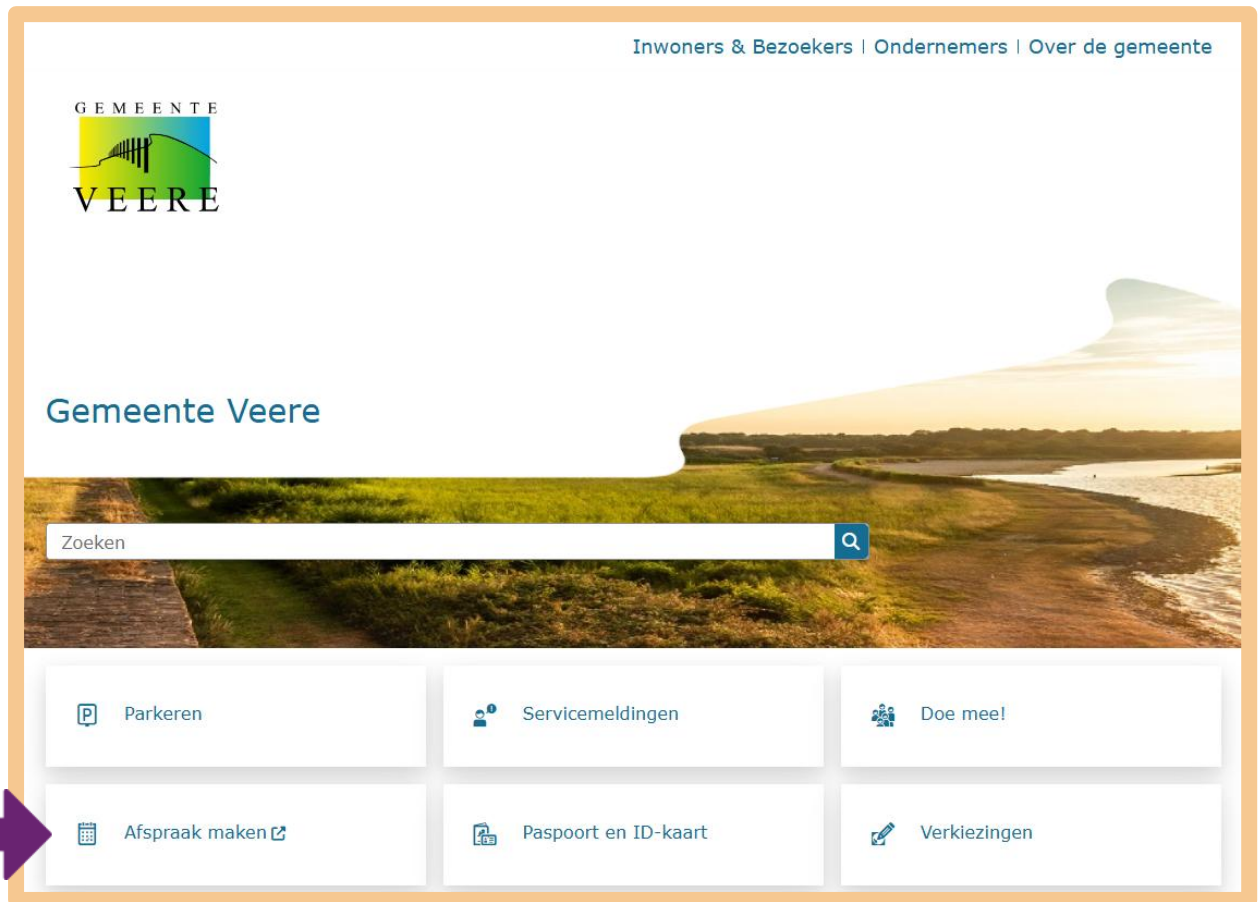 Inwoners & Bezoekers | Ondernemers | Over de gemeente
GEMEENTE
VEERE
Gemeente Veere
Zoeken
Parkeren
Servicemeldingen
Doe mee!
Afspraak maken
Paspoort en ID-kaart
Verkiezingen